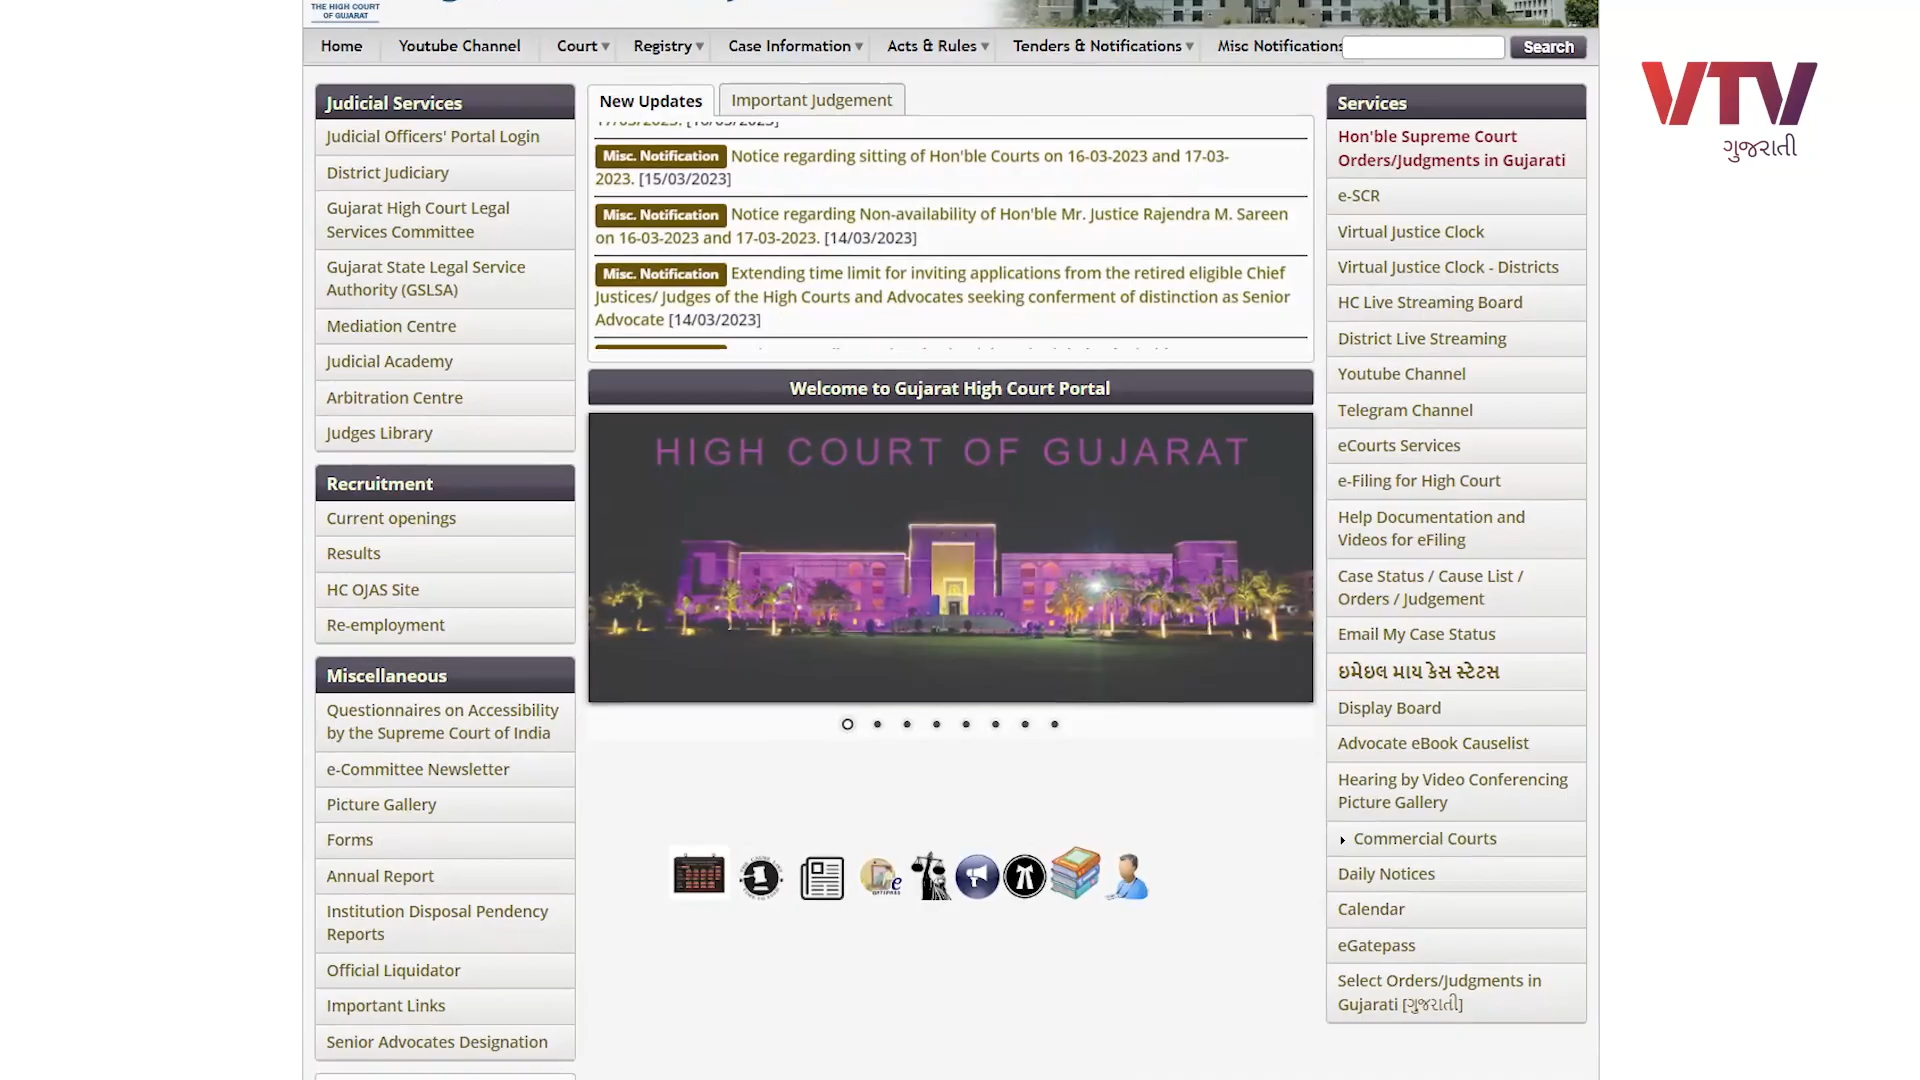 THE HIGH COURT
OF GUJARAT
Home Youtube Channel Court Registry Case Information Acts & Rules Tenders & Notifications Misc Notifications Search
VTV
ગુજરાતી
Judicial Services
Judicial Officers' Portal Login
District Judiciary
Gujarat High Court Legal
Services Committee
Gujarat State Legal Service
Authority (GSLSA)
Mediation Centre
Judicial Academy
Arbitration Centre
Judges Library
Recruitment
Current openings
Results
HC OJAS Site
Re-employment
Miscellaneous
Questionnaires on Accessibility
by the Supreme Court of India
e-Committee Newsletter
Picture Gallery
Forms
Annual Report
Institution Disposal Pendency
Reports
Official Liquidator
Important Links
Senior Advocates Designation
New Updates Important Judgement
17/03/2023. [16/03/2023]
Misc. Notification Notice regarding sitting of Hon'ble Courts on 16-03-2023 and 17-03-
2023. [15/03/2023]
Misc. Notification Notice regarding Non-availability of Hon'ble Mr. Justice Rajendra M. Sareen
on 16-03-2023 and 17-03-2023. [14/03/2023]
Misc. Notification Extending time limit for inviting applications from the retired eligible Chief
Justices/ Judges of the High Courts and Advocates seeking conferment of distinction as Senior
Advocate [14/03/2023]
Welcome to Gujarat High Court Portal
HIGH COURT OF GUJARAT
Services
Hon'ble Supreme Court
Orders/Judgments in Gujarati
e-SCR
Virtual Justice Clock
Virtual Justice Clock - Districts
HC Live Streaming Board
District Live Streaming
Youtube Channel
Telegram Channel
eCourts Services
e-Filing for High Court
Help Documentation and
Videos for eFiling
Case Status / Cause List /
Orders / Judgement
Email My Case Status
ઇમેઇલ માય કેસ સ્ટેટસ
Display Board
Advocate eBook Causelist
Hearing by Video Conferencing
Picture Gallery
Commercial Courts
Daily Notices
Calendar
eGatepass
Select Orders/Judgments in
Gujarati [ગુજરાતી]